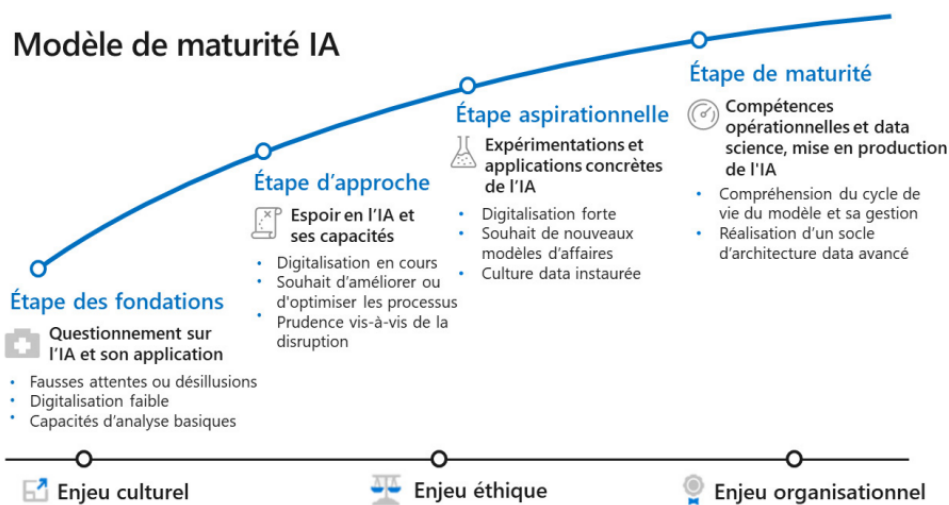 Modèle de maturité IA
Étape des fondations
Questionnement sur
l'IA et son application
• Fausses attentes ou désillusions
• Digitalisation faible
• Capacités d'analyse basiques
Étape d'approche
Espoir en l'IA et
ses capacités
• Digitalisation en cours
• Souhait d'améliorer ou
d'optimiser les processus
• Prudence vis-à-vis de la
disruption
Étape aspirationnelle
Expérimentations et
applications concrètes
de l'IA
• Digitalisation forte
• Souhait de nouveaux
modèles d'affaires
• Culture data instaurée
Étape de maturité
Compétences
opérationnelles et data
science, mise en production
de l'IA
• Compréhension du cycle de
vie du modèle et sa gestion
• Réalisation d'un socle
d'architecture data avancé
Enjeu culturel
Enjeu éthique
Enjeu organisationnel